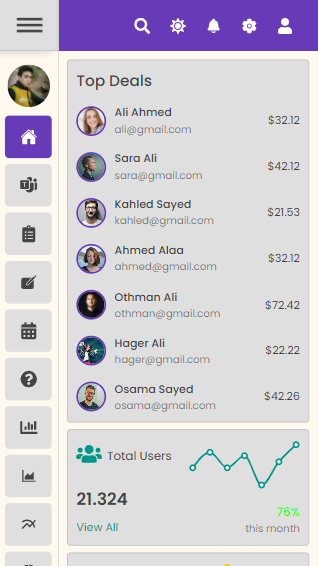 Top Deals
Ali Ahmed
ali@gmail.com
$32.12
Sara Ali
sara@gmail.com
$42.12
Kahled Sayed
kahled@gmail.com
$21.53
Ahmed Alaa
ahmed@gmail.com
$32.12
Othman Ali
othman@gmail.com
$72.42
Hager Ali
hager@gmail.com
$22.22
Osama Sayed
osama@gmail.com
$42.26
Total Users
21.324
View All
76%
this month